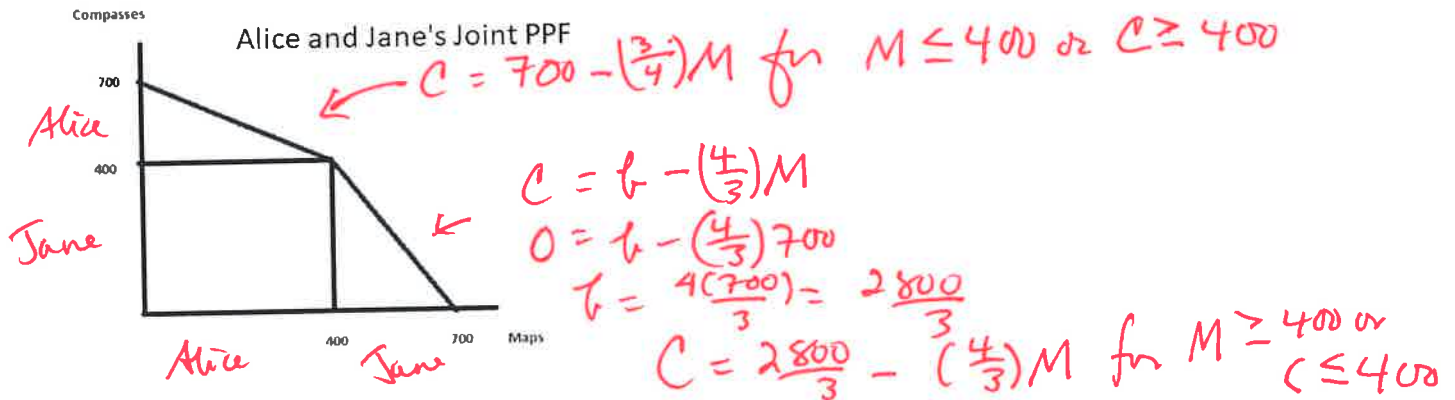 Compasses
Alice and Jane's Joint PPF
C = 700 - (3/4)M for M ≤ 400 or C ≥ 400
700
Alice
400
C = b - (4/3)M
Jane
0 = b - (4/3)700
b = 4(700)/3 = 2800/3
C = 2800/3 - (4/3)M for M ≥ 400 or
C ≤ 400
400
700
Maps
Alice
Jane